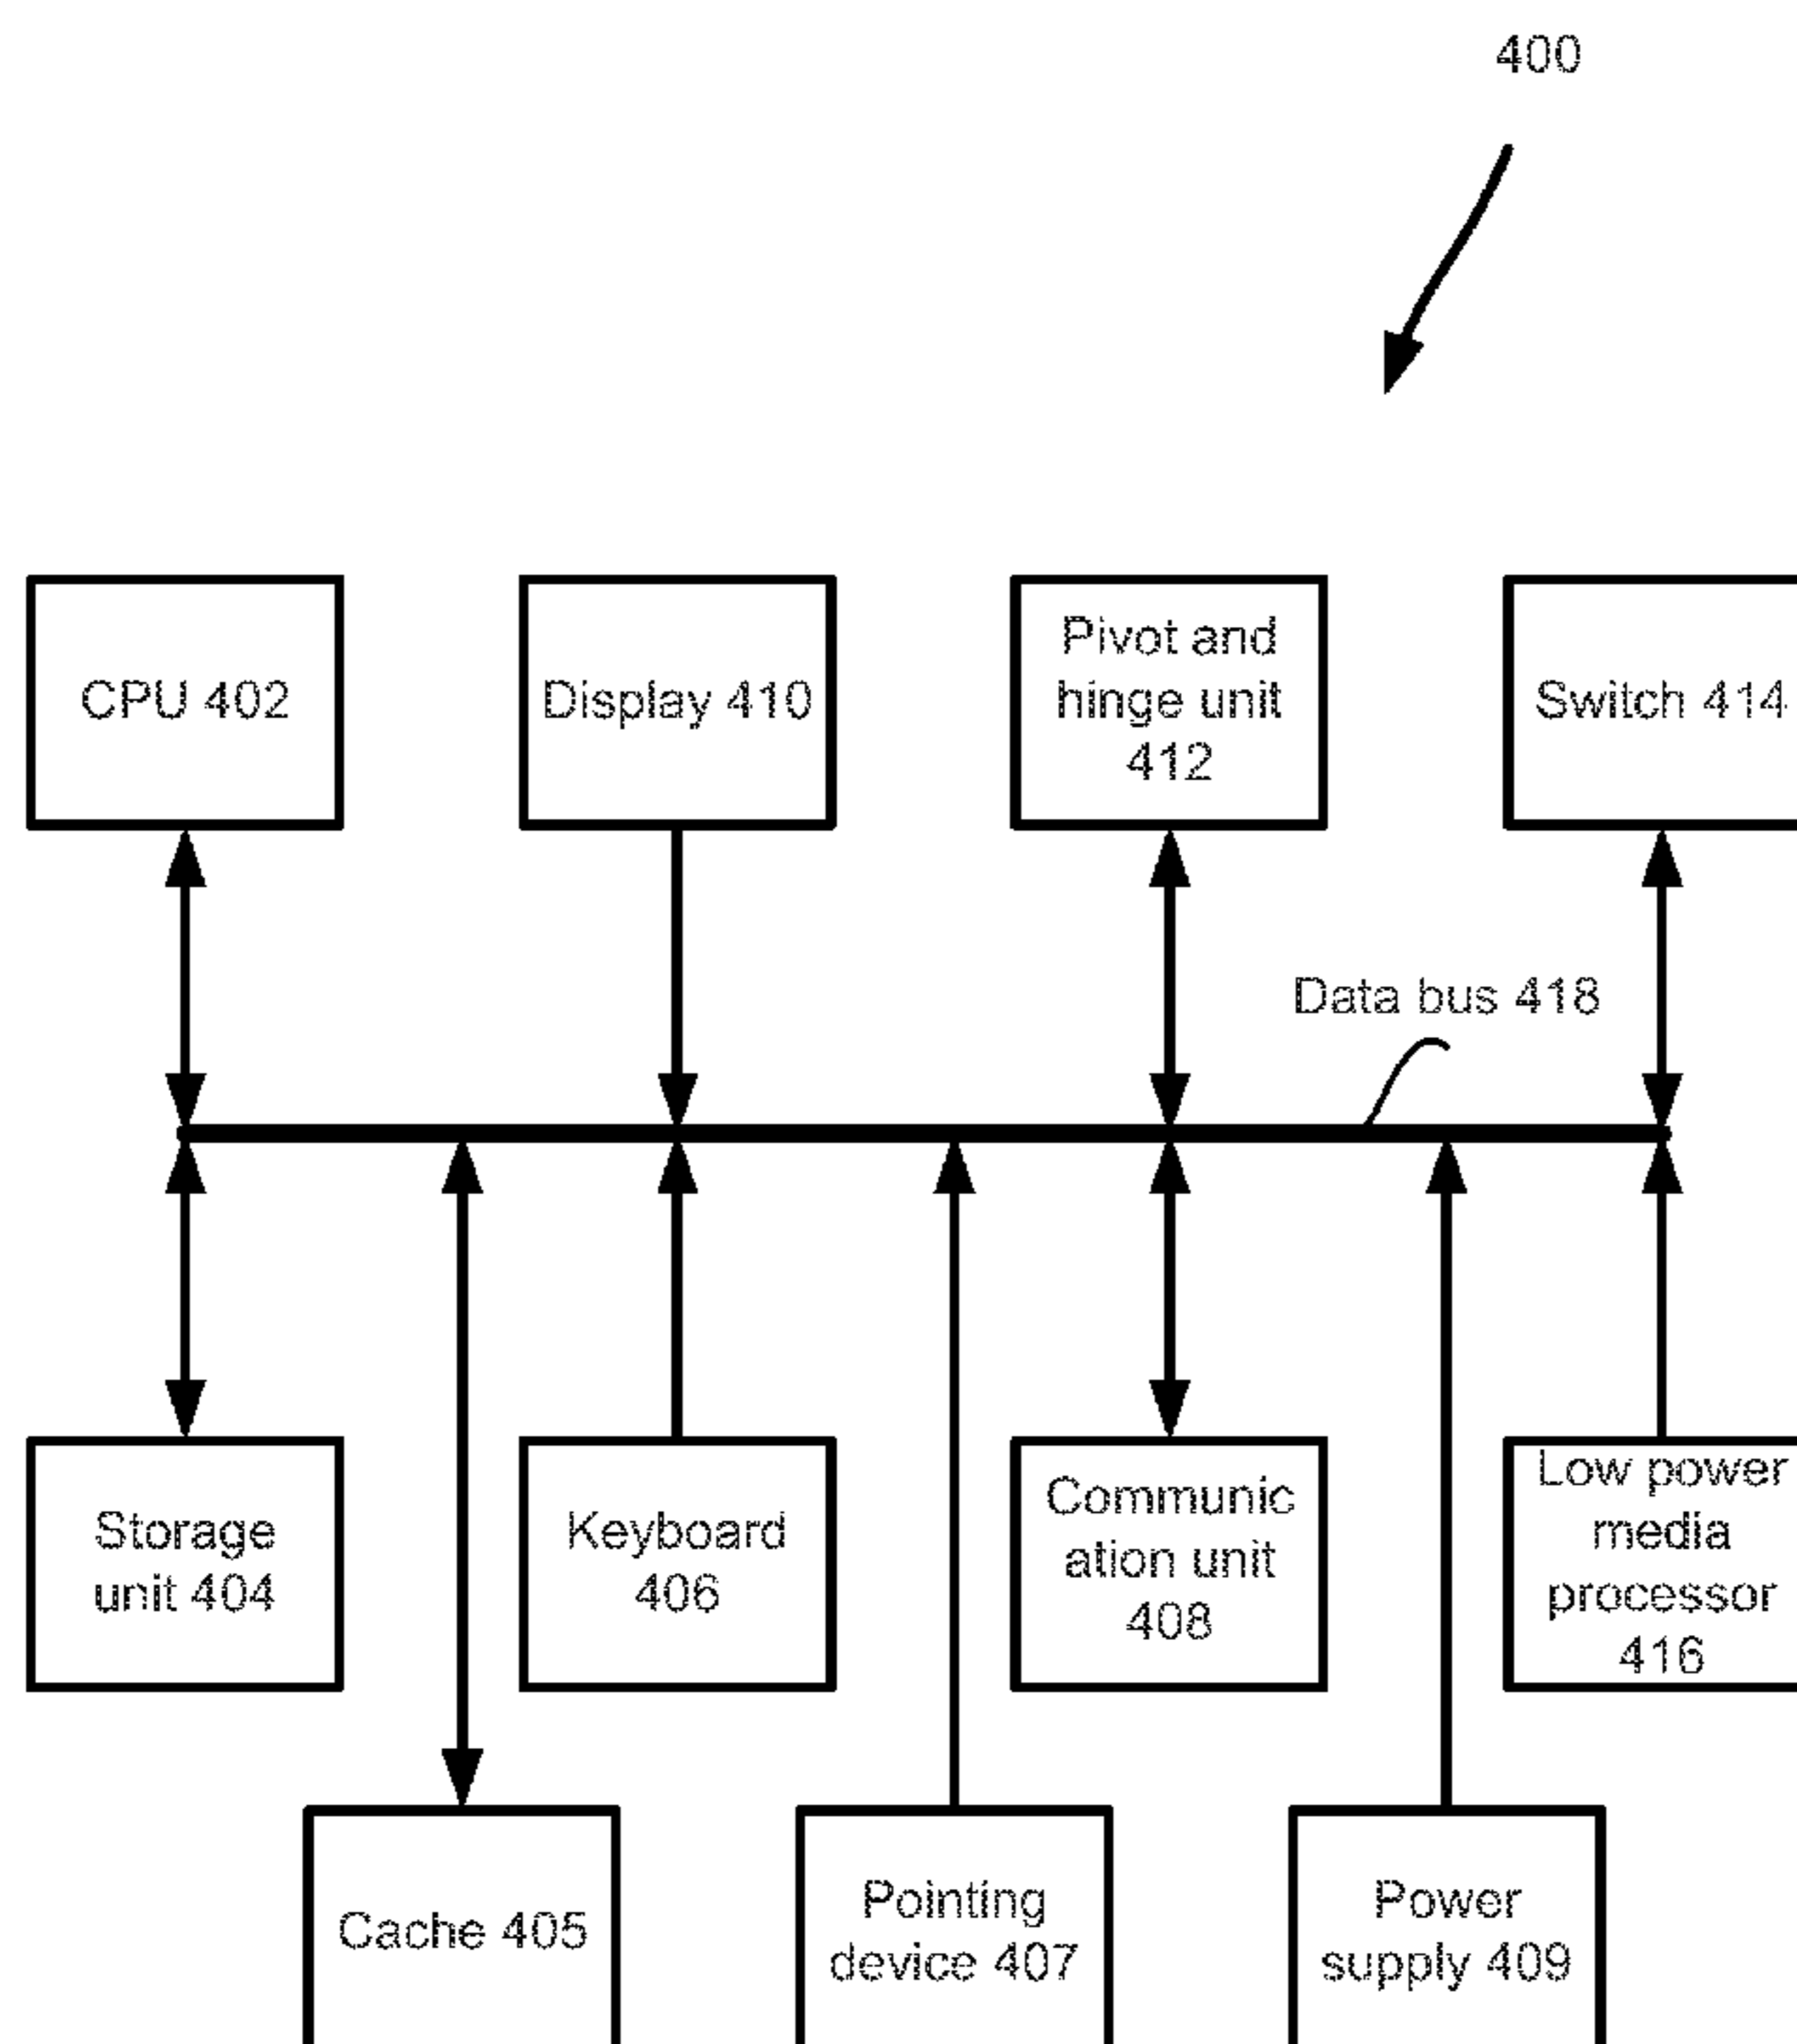 400
CPU 402
Display 410
Pivot and
hinge unit
412
Switch 414
Data bus 418
Storage
unit 404
Keyboard
406
Communic
ation unit
408
Low power
media
processor
416
Cache 405
Pointing
device 407
Power
supply 409